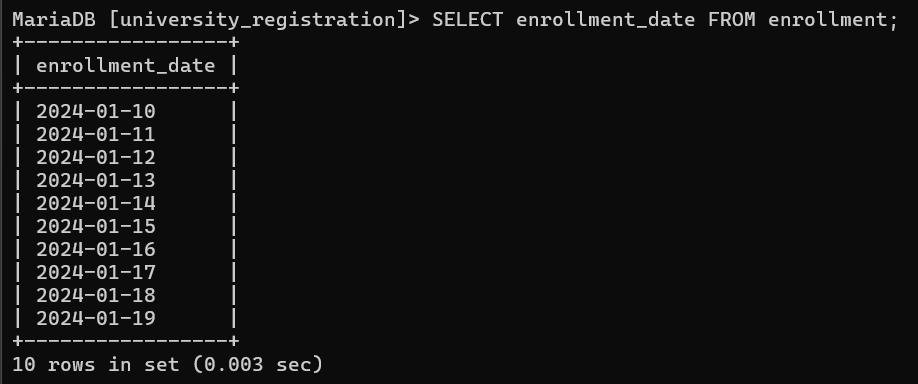 MariaDB [university_registration]> SELECT enrollment_date FROM enrollment;
+-----------------+
| enrollment_date |
+-----------------+
| 2024-01-10      |
| 2024-01-11      |
| 2024-01-12      |
| 2024-01-13      |
| 2024-01-14      |
| 2024-01-15      |
| 2024-01-16      |
| 2024-01-17      |
| 2024-01-18      |
| 2024-01-19      |
+-----------------+
10 rows in set (0.003 sec)